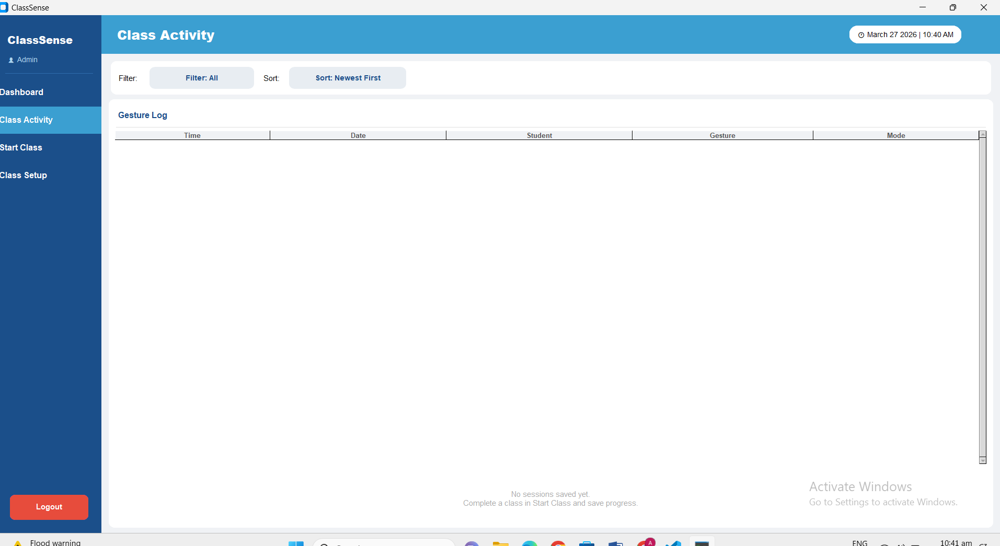 ClassSense
ClassSense
Admin
Dashboard
Class Activity
Start Class
Class Setup
Logout
Class Activity
March 27 2026 | 10:40 AM
Filter:
Filter: All
Sort:
Sort: Newest First
Gesture Log
Time Date Student Gesture Mode
No sessions saved yet.
Complete a class in Start Class and save progress.
Activate Windows
Go to Settings to activate Windows.
Flood warning
A
ENG
10:41 am